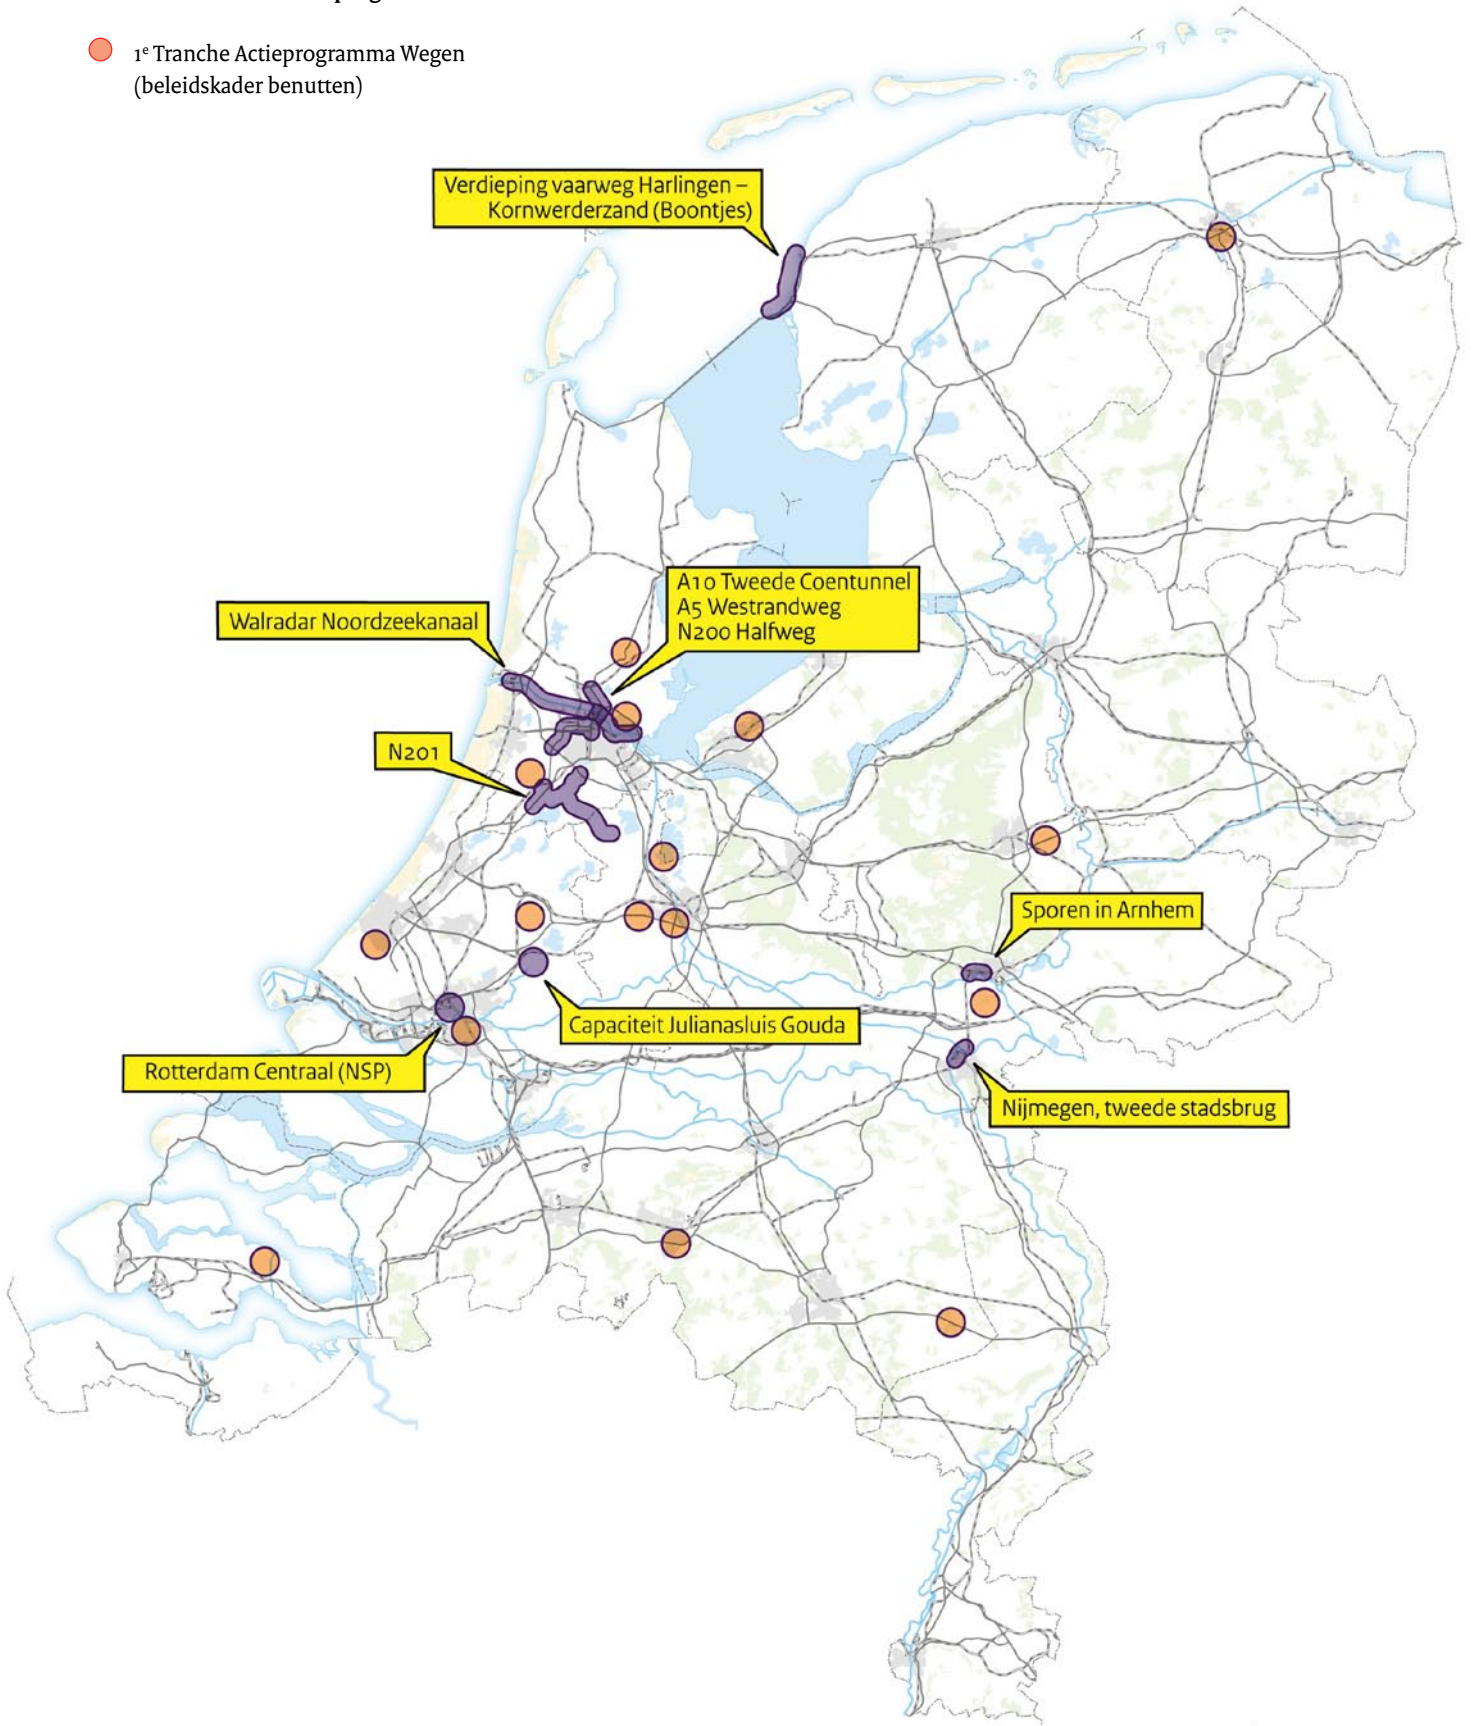 1e Tranche Actieprogramma Wegen
(beleidskader benutten)
Verdieping vaarweg Harlingen –
Kornwerderzand (Boontjes)
A10 Tweede Coentunnel
A5 Westrandweg
N200 Halfweg
Walradar Noordzeekanaal
N201
Sporen in Arnhem
Capaciteit Julianasluis Gouda
Rotterdam Centraal (NSP)
Nijmegen, tweede stadsbrug